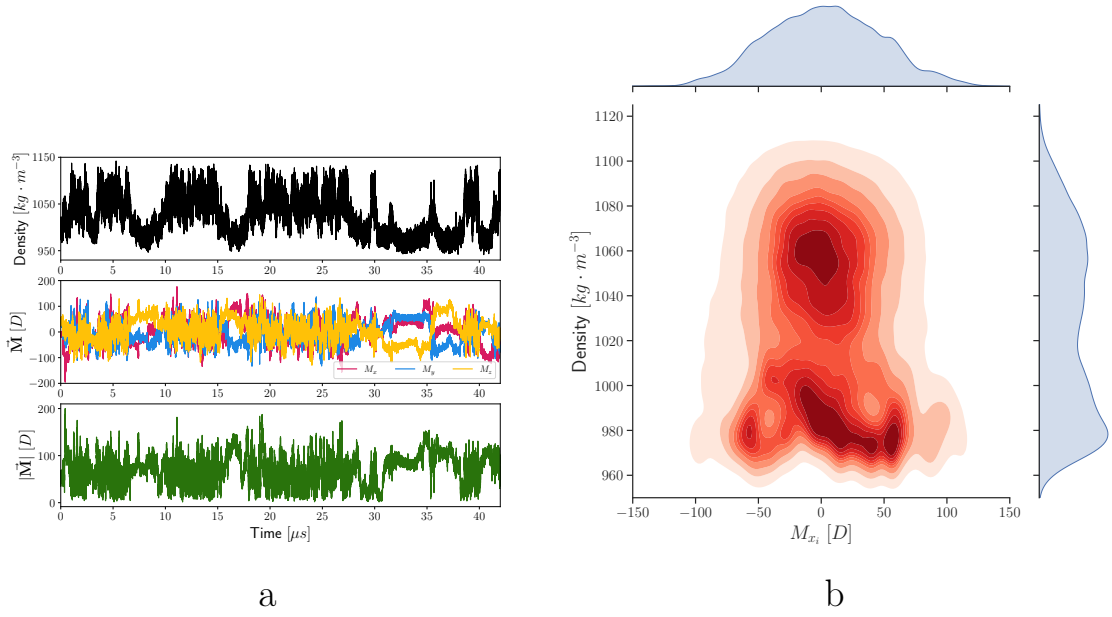 1150
1050
950
Density [kg · m⁻³]
0 5 10 15 20 25 30 35 40
200
100
0
−100
−200
M⃗ [D]
Mₓ Mᵧ M_z
0 5 10 15 20 25 30 35 40
200
100
0
|M⃗| [D]
0 5 10 15 20 25 30 35 40
Time [μs]
a
1120
1100
1080
1060
1040
1020
1000
980
960
Density [kg · m⁻³]
−150 −100 −50 0 50 100 150
M_{x_i} [D]
b